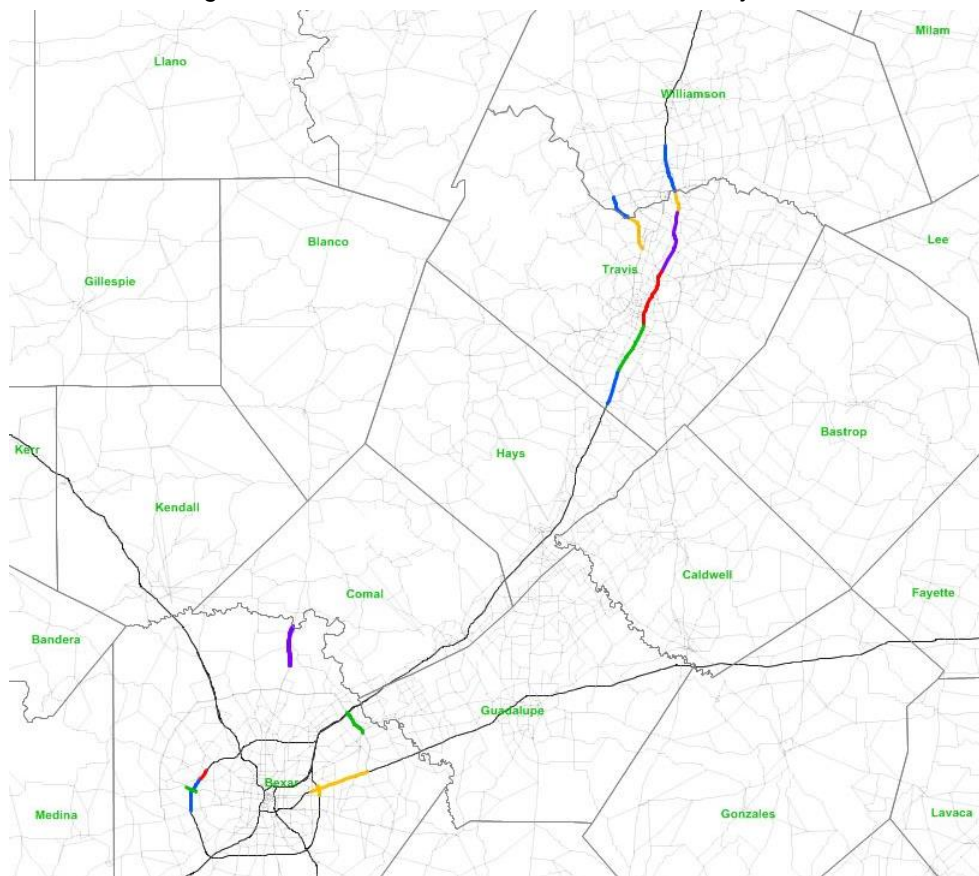 Milam
Llano
Williamson
Lee
Blanco
Travis
Gillespie
Bastrop
Kerr
Hays
Kendall
Caldwell
Comal
Fayette
Bandera
Guadalupe
Bexar
Medina
Gonzales
Lavaca